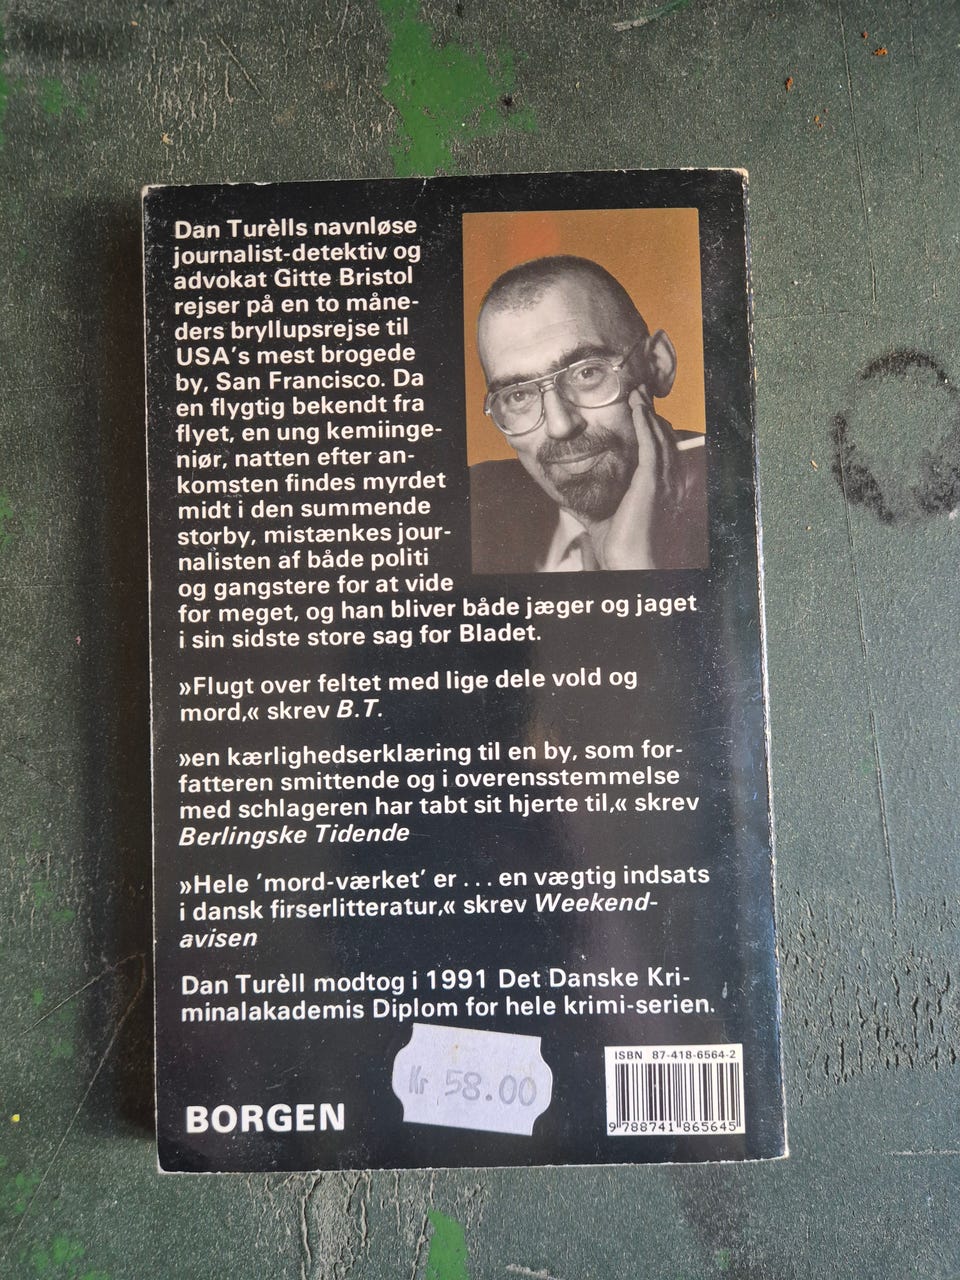 Dan Turèlls navnløse
journalist-detektiv og
advokat Gitte Bristol
rejser på en to måne-
ders bryllupsrejse til
USA's mest brogede
by, San Francisco. Da
en flygtig bekendt fra
flyet, en ung kemiinge-
niør, natten efter an-
komsten findes myrdet
midt i den summende
storby, mistænkes jour-
nalisten af både politi
og gangstere for at vide
for meget, og han bliver både jæger og jaget
i sin sidste store sag for Bladet.
»Flugt over feltet med lige dele vold og
mord,« skrev B.T.
»en kærlighedserklæring til en by, som for-
fatteren smittende og i overensstemmelse
med schlageren har tabt sit hjerte til,« skrev
Berlingske Tidende
»Hele 'mord-værket' er ... en vægtig indsats
i dansk firserlitteratur,« skrev Weekend-
avisen
Dan Turèll modtog i 1991 Det Danske Kri-
minalakademis Diplom for hele krimi-serien.
Kr 58.00
BORGEN
ISBN 87-418-6564-2
9 788741 865645